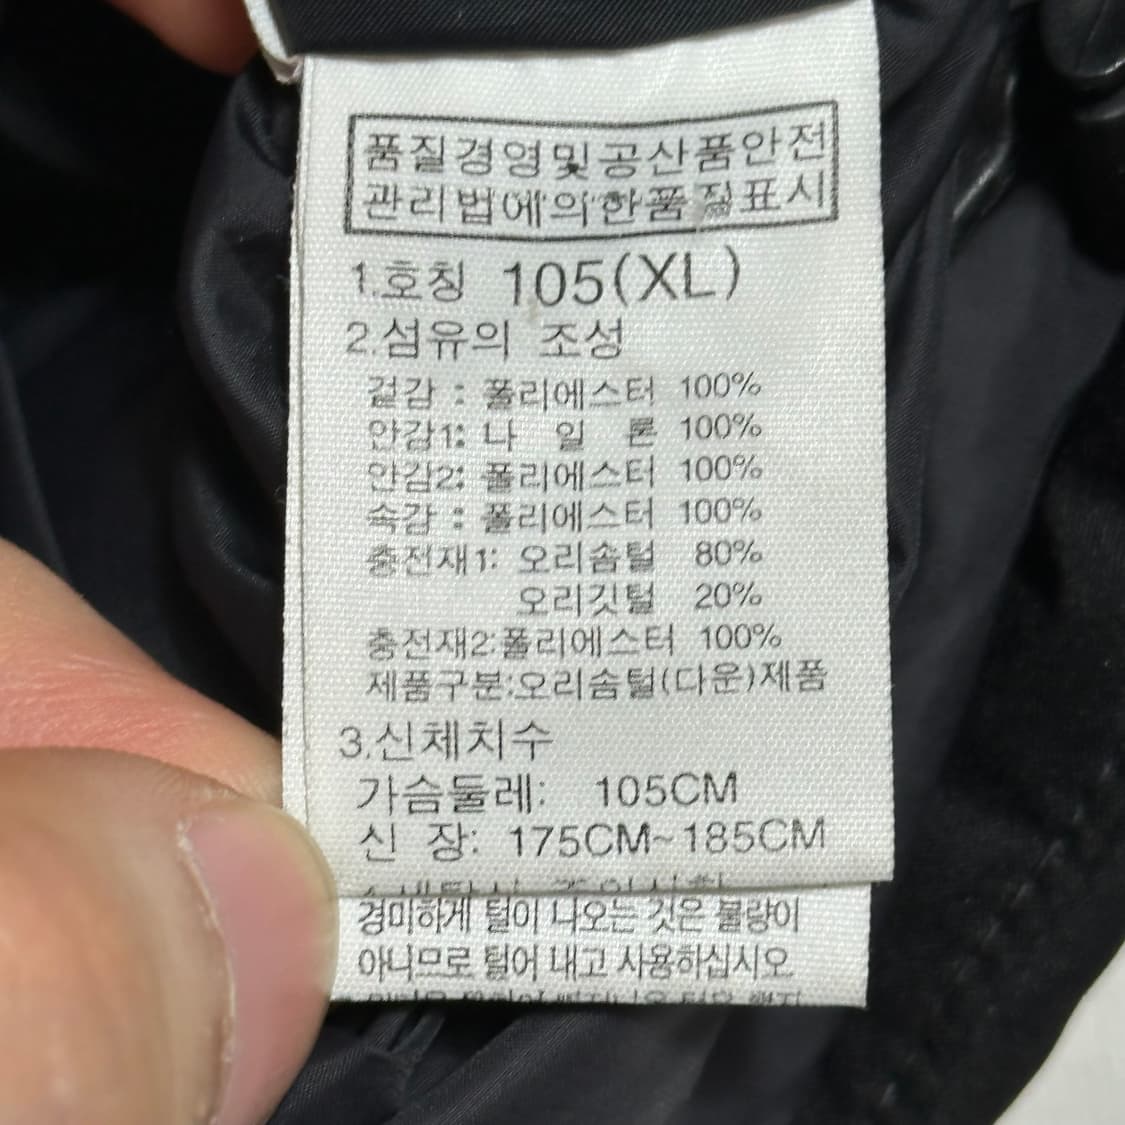 품질경영및공산품안전
관리법에의한품질표시
1.호칭 105(XL)
2.섬유의 조성
겉감 : 폴리에스터 100%
안감1: 나 일 론 100%
안감2: 폴리에스터 100%
속감 : 폴리에스터 100%
충전재1: 오리솜털 80%
오리깃털 20%
충전재2:폴리에스터 100%
제품구분:오리솜털(다운)제품
3.신체치수
가슴둘레: 105CM
신 장: 175CM~185CM
경미하게 털이 나오는 것은 불량이
아니므로 털어 내고 사용하십시오